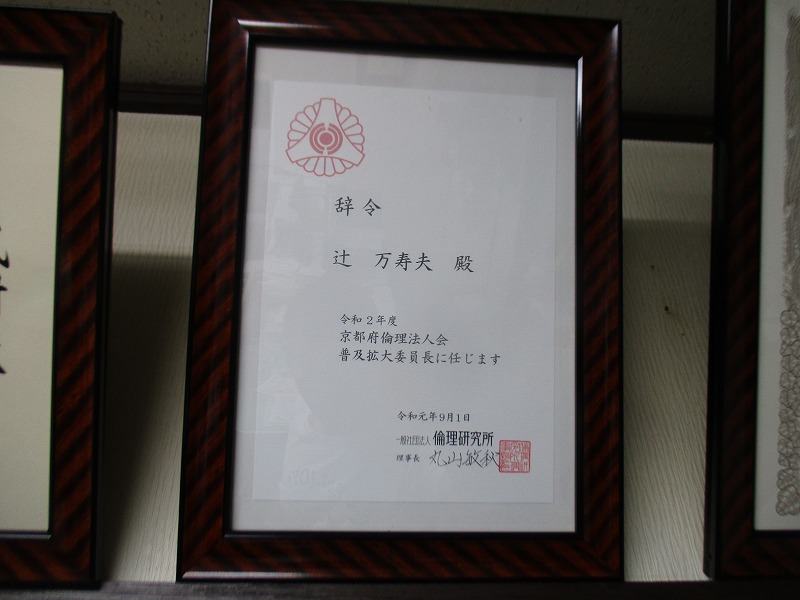 辞令
辻 万寿夫 殿
令和2年度
京都府倫理法人会
普及拡大委員長に任じます
令和元年9月1日
一般社団法人 倫理研究所
理事長 丸山敏秋